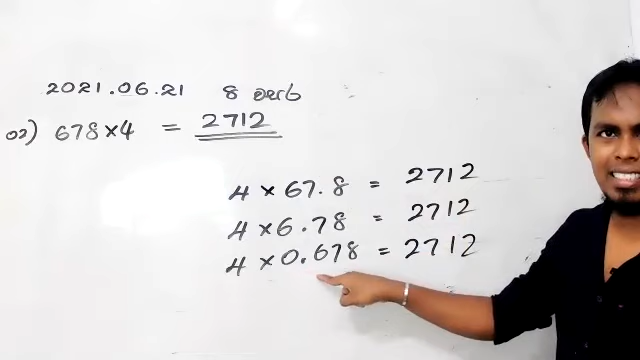 2021.06.21 8 වසර
02) 678×4 = 2712
4 × 67.8 = 2712
4 × 6.78 = 2712
4 × 0.678 = 2712